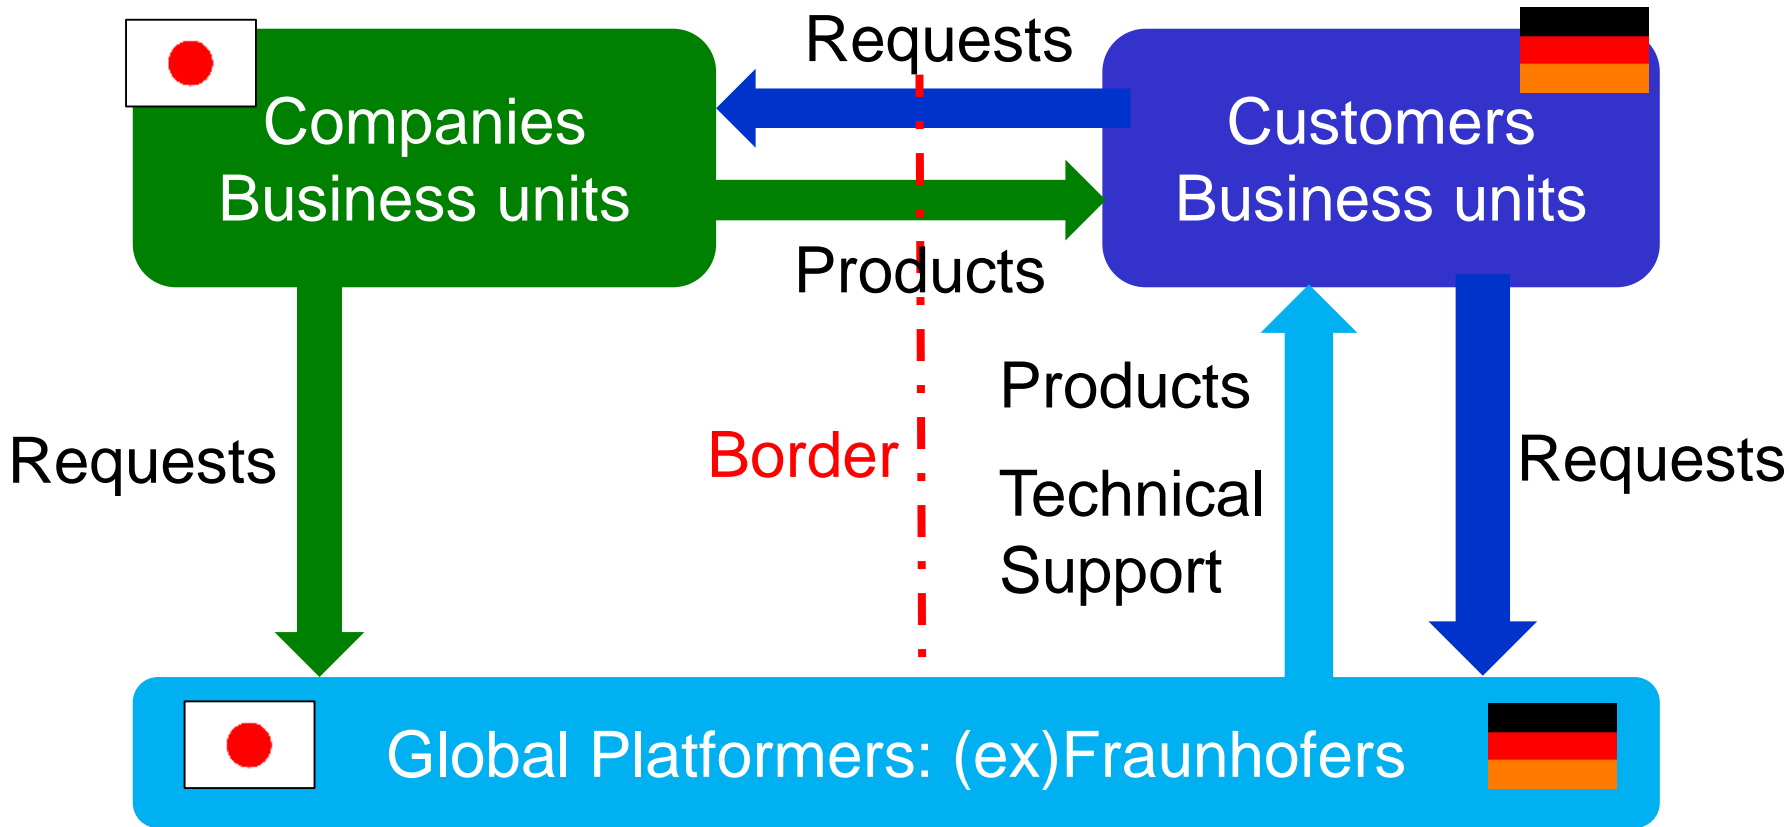 Requests
Companies
Business units
Customers
Business units
Products
Products
Requests
Border
Technical
Support
Requests
Global Platformers: (ex)Fraunhofers